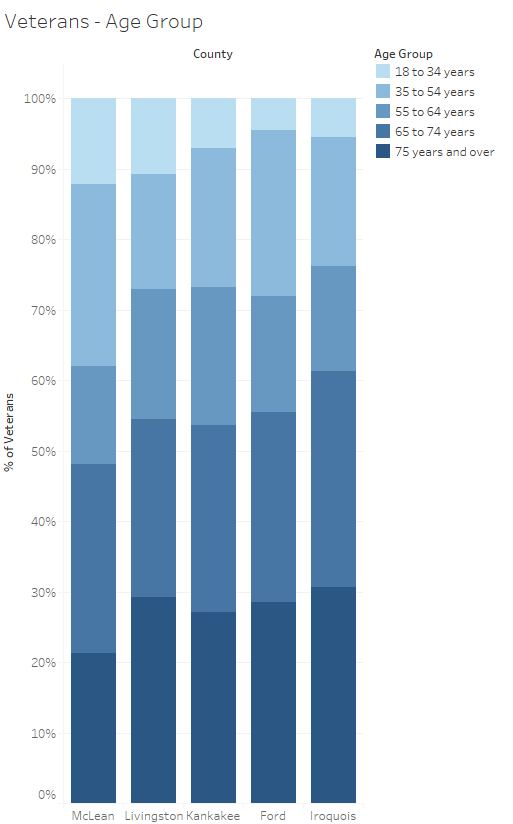 Veterans - Age Group
County
Age Group
18 to 34 years
35 to 54 years
55 to 64 years
65 to 74 years
75 years and over
100%
90%
80%
70%
60%
50%
40%
30%
20%
10%
0%
% of Veterans
McLean Livingston Kankakee Ford Iroquois